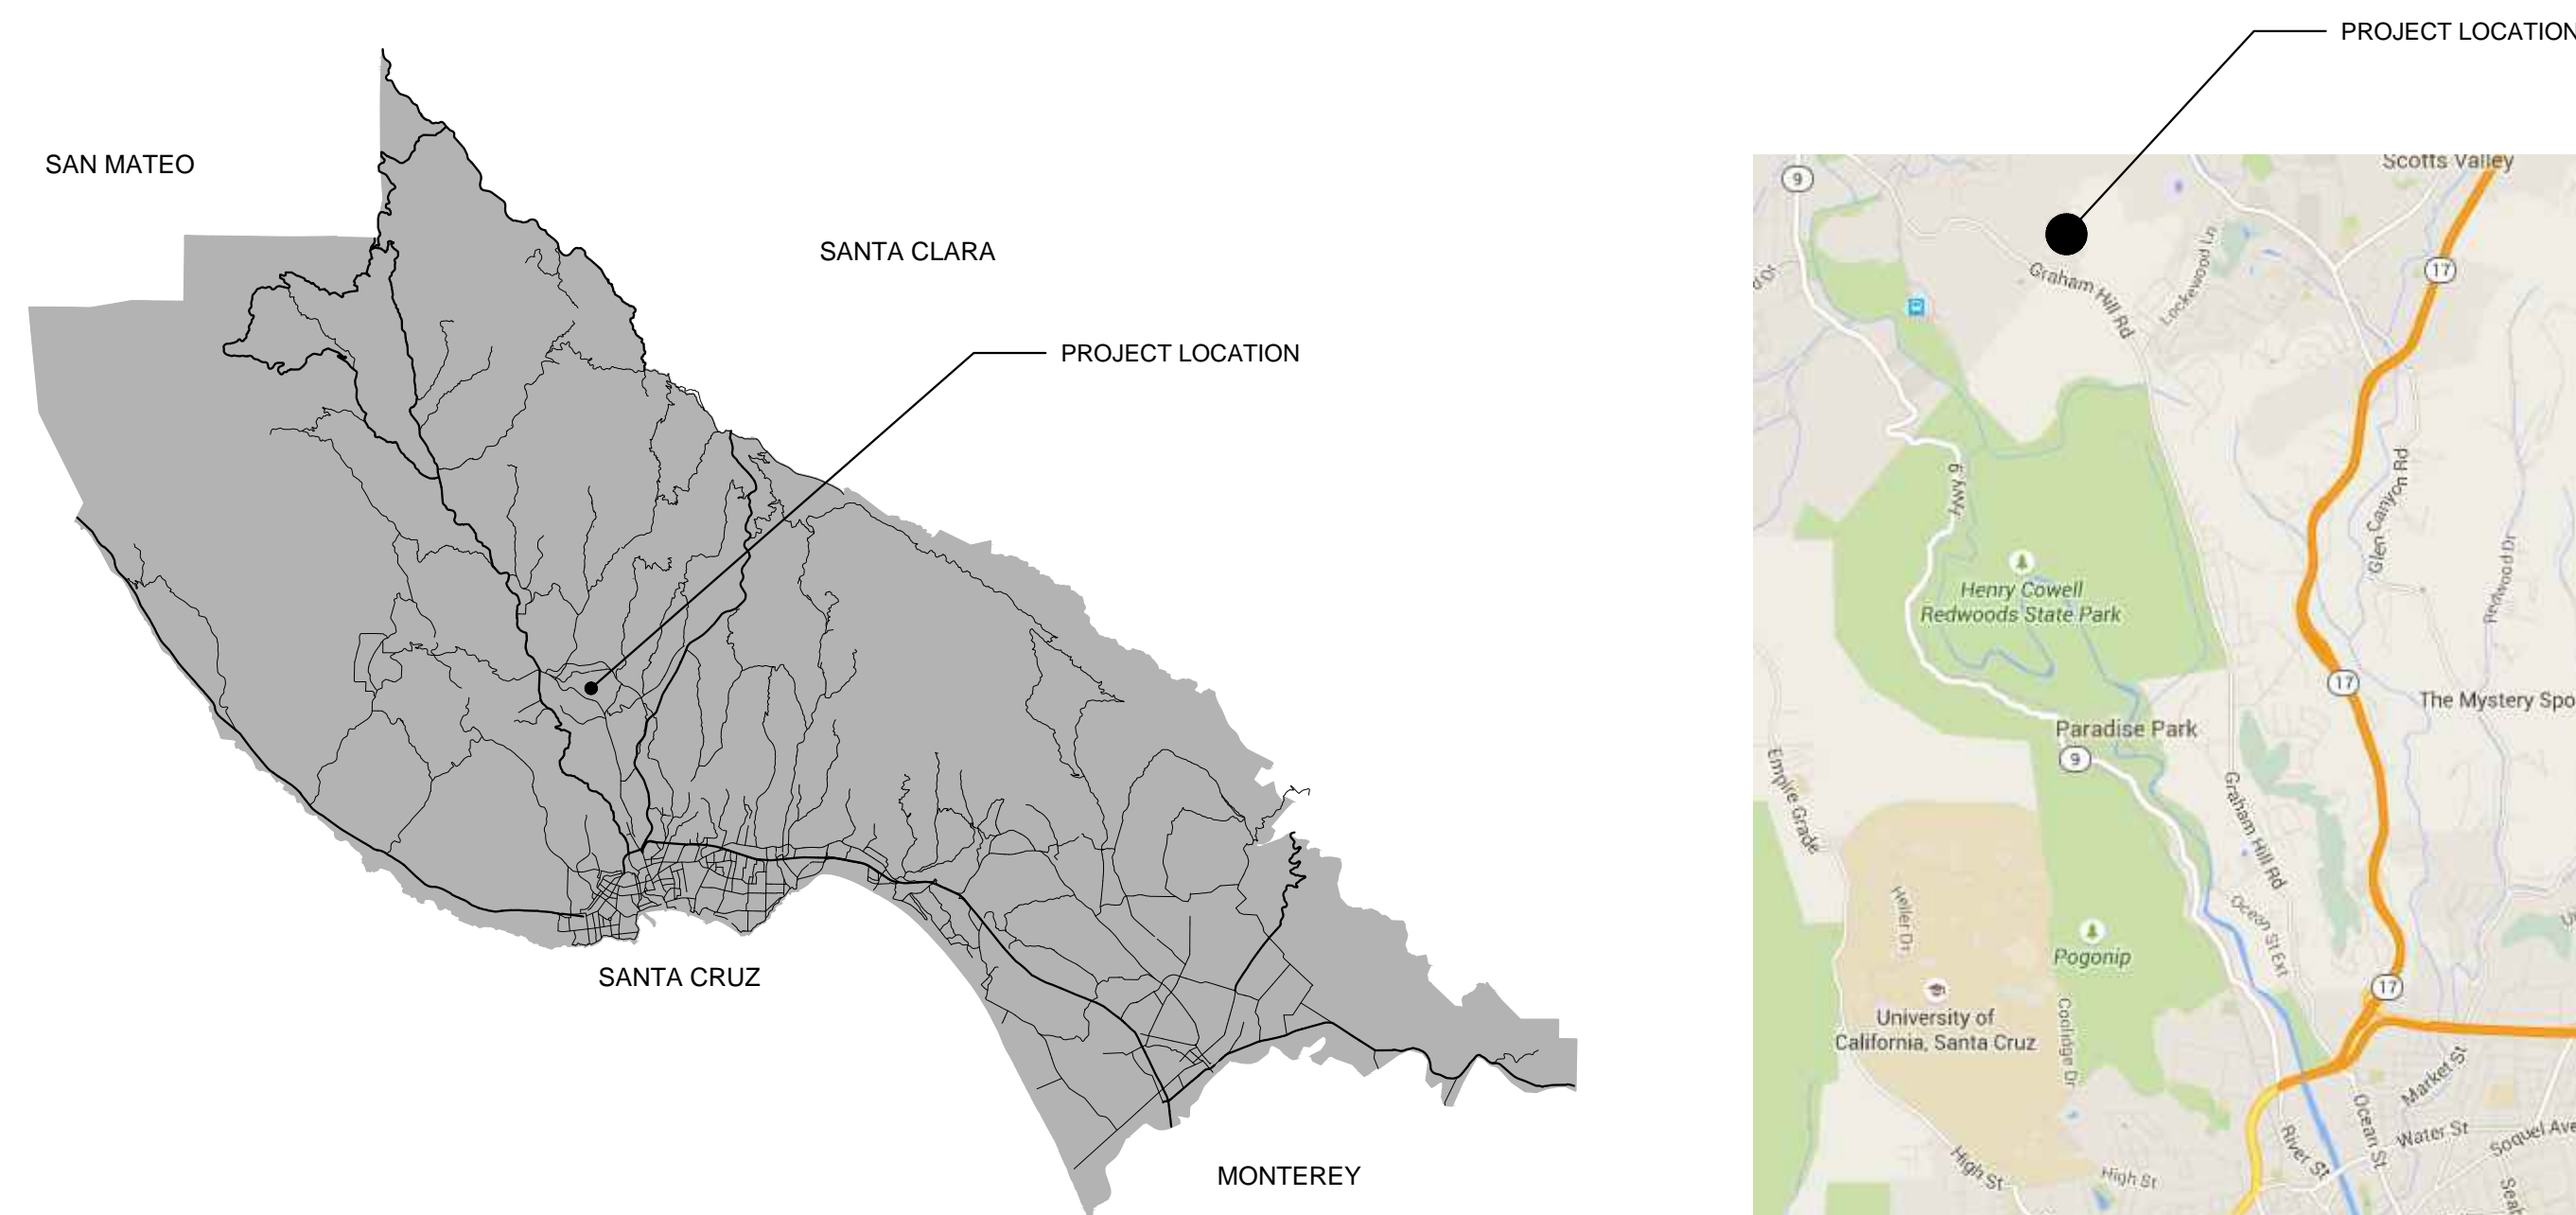 SAN MATEO
SANTA CLARA
PROJECT LOCATION
SANTA CRUZ
MONTEREY
PROJECT LOCATION
Scotts Valley
9
17
Graham Hill Rd
Lockewood Ln
Hwy 9
Glen Canyon Rd
Redwood Dr
Henry Cowell
Redwoods State Park
17
The Mystery Spo
Paradise Park
9
Empire Grade
Graham Hill Rd
Heller Dr
Ocean St Ext
Pogonip
17
University of
California, Santa Cruz
Coolidge Dr
Market St
Ocean St
Water St
Soquel Ave
River St
High St
High St